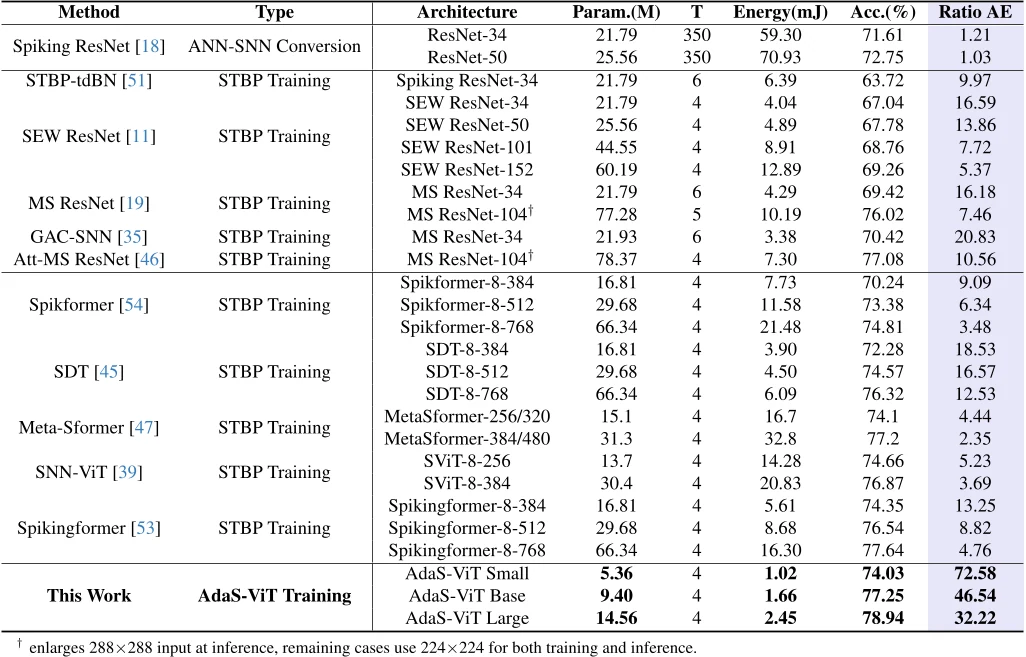 Method Type Architecture Param.(M) T Energy(mJ) Acc.(%) Ratio AE
Spiking ResNet [18] ANN-SNN Conversion ResNet-34 21.79 350 59.30 71.61 1.21
ResNet-50 25.56 350 70.93 72.75 1.03
STBP-tdBN [51] STBP Training Spiking ResNet-34 21.79 6 6.39 63.72 9.97
SEW ResNet [11] STBP Training SEW ResNet-34 21.79 4 4.04 67.04 16.59
SEW ResNet-50 25.56 4 4.89 67.78 13.86
SEW ResNet-101 44.55 4 8.91 68.76 7.72
SEW ResNet-152 60.19 4 12.89 69.26 5.37
MS ResNet [19] STBP Training MS ResNet-34 21.79 6 4.29 69.42 16.18
MS ResNet-104† 77.28 5 10.19 76.02 7.46
GAC-SNN [35] STBP Training MS ResNet-34 21.93 6 3.38 70.42 20.83
Att-MS ResNet [46] STBP Training MS ResNet-104† 78.37 4 7.30 77.08 10.56
Spikformer [54] STBP Training Spikformer-8-384 16.81 4 7.73 70.24 9.09
Spikformer-8-512 29.68 4 11.58 73.38 6.34
Spikformer-8-768 66.34 4 21.48 74.81 3.48
SDT [45] STBP Training SDT-8-384 16.81 4 3.90 72.28 18.53
SDT-8-512 29.68 4 4.50 74.57 16.57
SDT-8-768 66.34 4 6.09 76.32 12.53
Meta-Sformer [47] STBP Training MetaSformer-256/320 15.1 4 16.7 74.1 4.44
MetaSformer-384/480 31.3 4 32.8 77.2 2.35
SNN-ViT [39] STBP Training SViT-8-256 13.7 4 14.28 74.66 5.23
SViT-8-384 30.4 4 20.83 76.87 3.69
Spikingformer [53] STBP Training Spikingformer-8-384 16.81 4 5.61 74.35 13.25
Spikingformer-8-512 29.68 4 8.68 76.54 8.82
Spikingformer-8-768 66.34 4 16.30 77.64 4.76
This Work AdaS-ViT Training AdaS-ViT Small 5.36 4 1.02 74.03 72.58
AdaS-ViT Base 9.40 4 1.66 77.25 46.54
AdaS-ViT Large 14.56 4 2.45 78.94 32.22
† enlarges 288×288 input at inference, remaining cases use 224×224 for both training and inference.